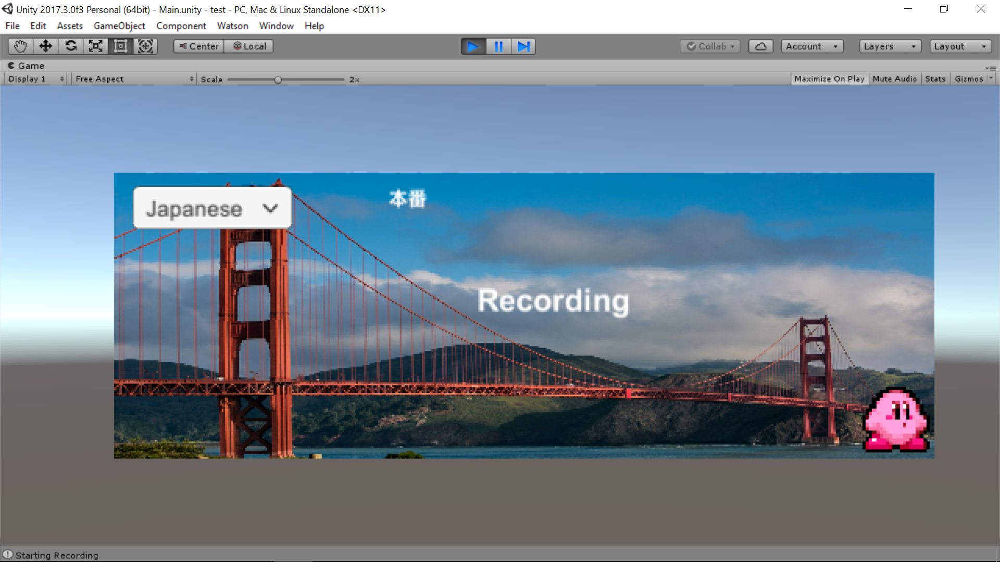 Unity 2017.3.0f3 Personal (64bit) - Main.unity - test - PC, Mac & Linux Standalone <DX11>
File Edit Assets GameObject Component Watson Window Help
Center Local Collab Account Layers Layout
Game
Display 1 Free Aspect Scale 2x Maximize On Play Mute Audio Stats Gizmos
本番
Japanese
Recording
Starting Recording